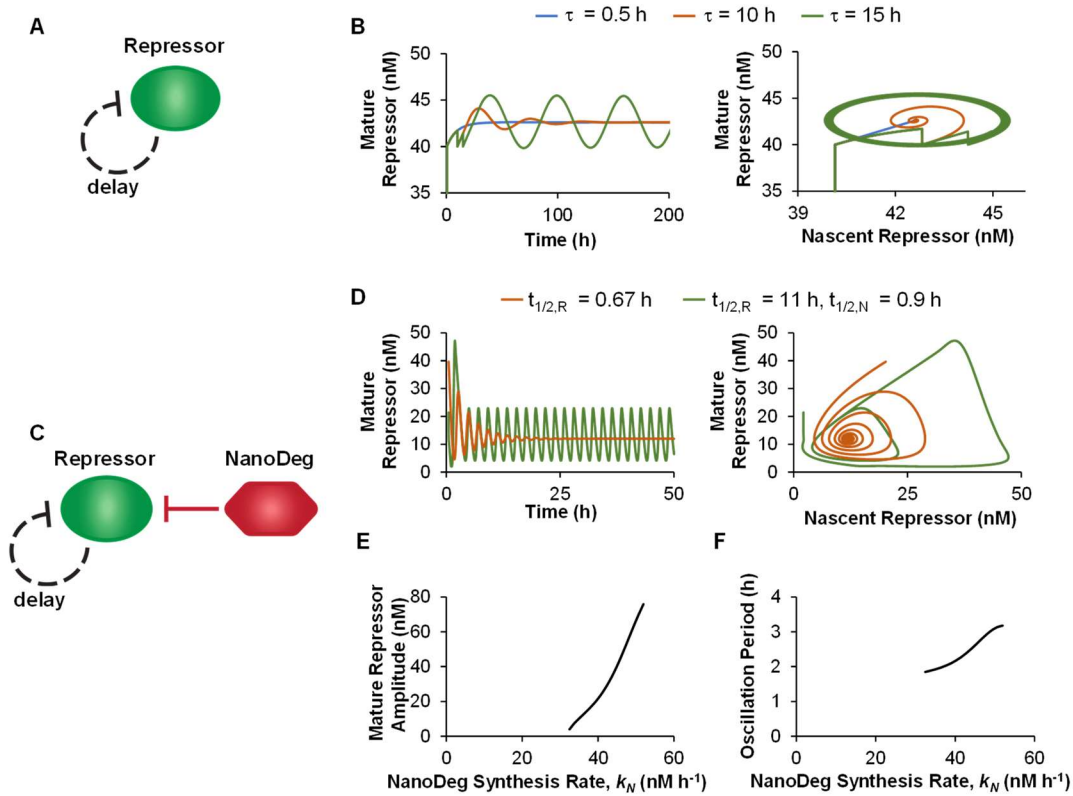 A
Repressor
delay
B
τ = 0.5 h τ = 10 h τ = 15 h
Mature
Repressor (nM)
50
45
40
35
0 100 200
Time (h)
Mature
Repressor (nM)
50
45
40
35
39 42 45
Nascent Repressor (nM)
C
Repressor NanoDeg
delay
D
t1/2,R = 0.67 h t1/2,R = 11 h, t1/2,N = 0.9 h
Mature
Repressor (nM)
50
40
30
20
10
0
0 25 50
Time (h)
Mature
Repressor (nM)
50
40
30
20
10
0
0 25 50
Nascent Repressor (nM)
E
Mature Repressor
Amplitude (nM)
80
60
40
20
0
0 20 40 60
NanoDeg Synthesis Rate, kN (nM h-1)
F
Oscillation Period (h)
4
3
2
1
0
0 20 40 60
NanoDeg Synthesis Rate, kN (nM h-1)